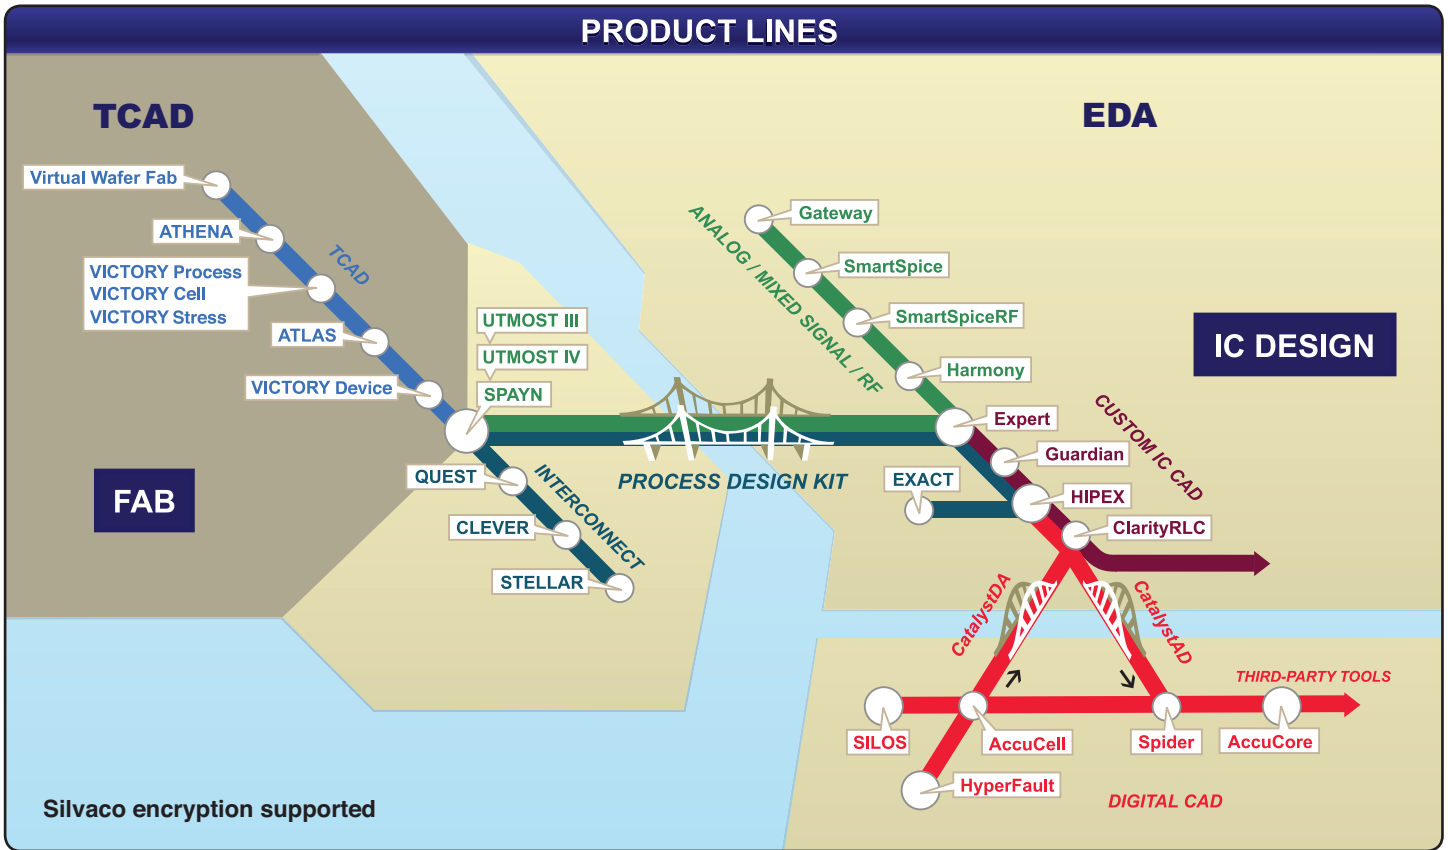 PRODUCT LINES
TCAD
EDA
Virtual Wafer Fab
ATHENA
TCAD
VICTORY Process
VICTORY Cell
VICTORY Stress
ATLAS
VICTORY Device
UTMOST III
UTMOST IV
SPAYN
FAB
QUEST
CLEVER
STELLAR
INTERCONNECT
PROCESS DESIGN KIT
ANALOG / MIXED SIGNAL / RF
Gateway
SmartSpice
SmartSpiceRF
Harmony
IC DESIGN
Expert
Guardian
EXACT
HIPEX
ClarityRLC
CUSTOM IC CAD
CatalystDA
CatalystAD
THIRD-PARTY TOOLS
SILOS
AccuCell
Spider
AccuCore
HyperFault
DIGITAL CAD
Silvaco encryption supported